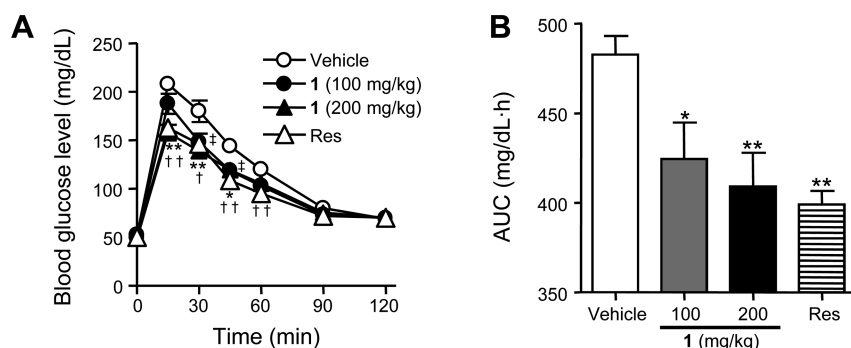 A
Blood glucose level (mg/dL)
250
200
150
100
50
0
0 30 60 90 120
Time (min)
Vehicle
1 (100 mg/kg)
1 (200 mg/kg)
Res
‡
‡
**
††
**
†
*
††
††
B
AUC (mg/dL·h)
500
450
400
350
*
**
**
Vehicle 100 200 Res
1 (mg/kg)